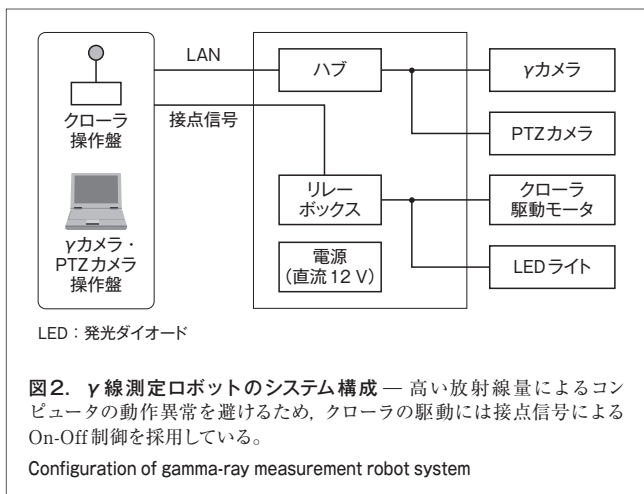 LAN
接点信号
クローラ
操作盤
γカメラ・
PTZカメラ
操作盤
ハブ
リレー
ボックス
電源
(直流12 V)
γカメラ
PTZカメラ
クローラ
駆動モータ
LEDライト
LED:発光ダイオード
図2. γ線測定ロボットのシステム構成 — 高い放射線量によるコン
ピュータの動作異常を避けるため,クローラの駆動には接点信号による
On-Off制御を採用している。
Configuration of gamma-ray measurement robot system